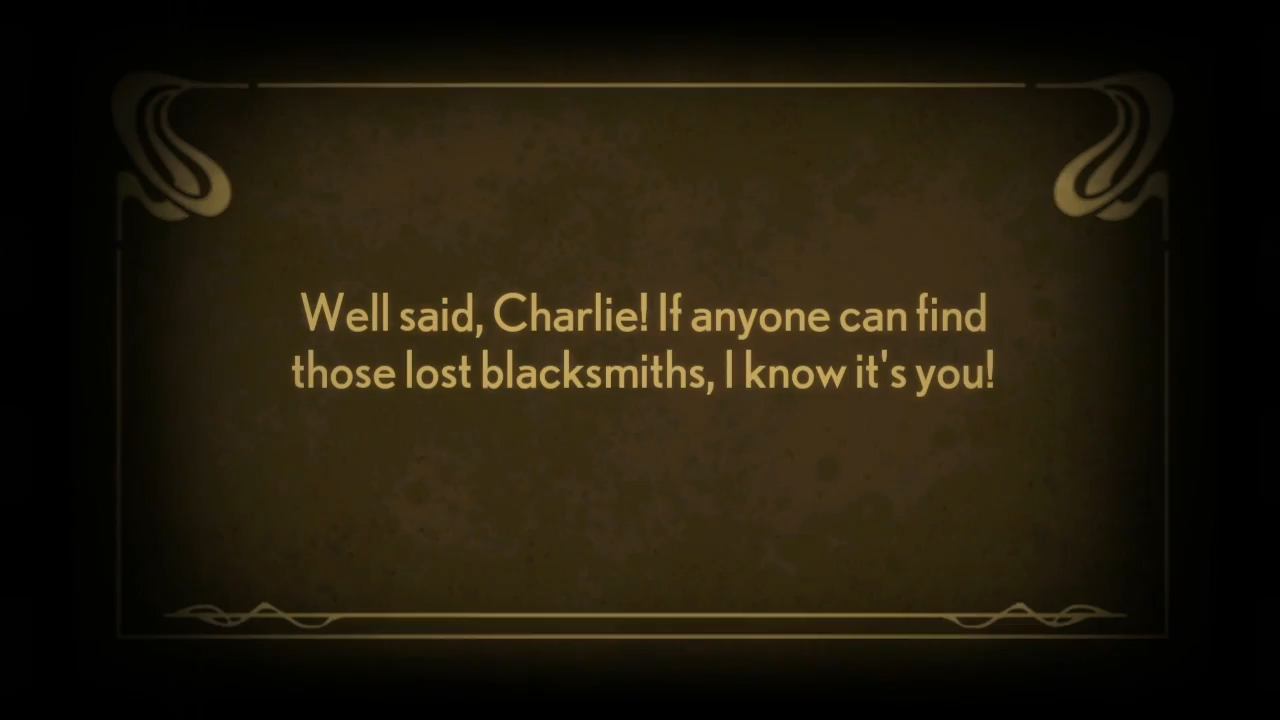 Well said, Charlie! If anyone can find
those lost blacksmiths, I know it's you!